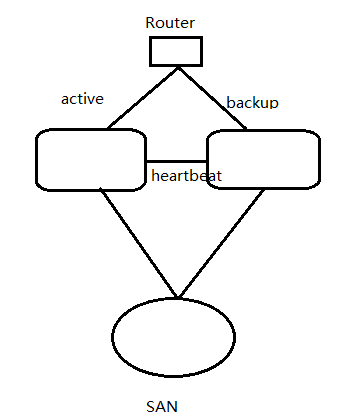 Router
active
backup
heartbeat
SAN